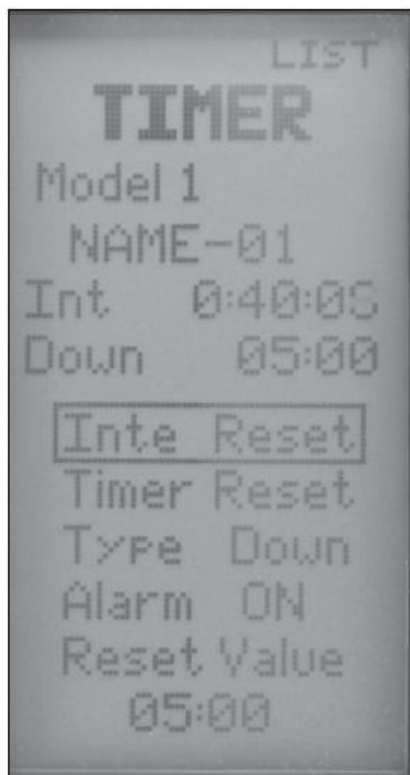 LIST
TIMER
Model 1
NAME-01
Int 0:40:05
Down 05:00
Inte Reset
Timer Reset
Type Down
Alarm ON
Reset Value
05:00